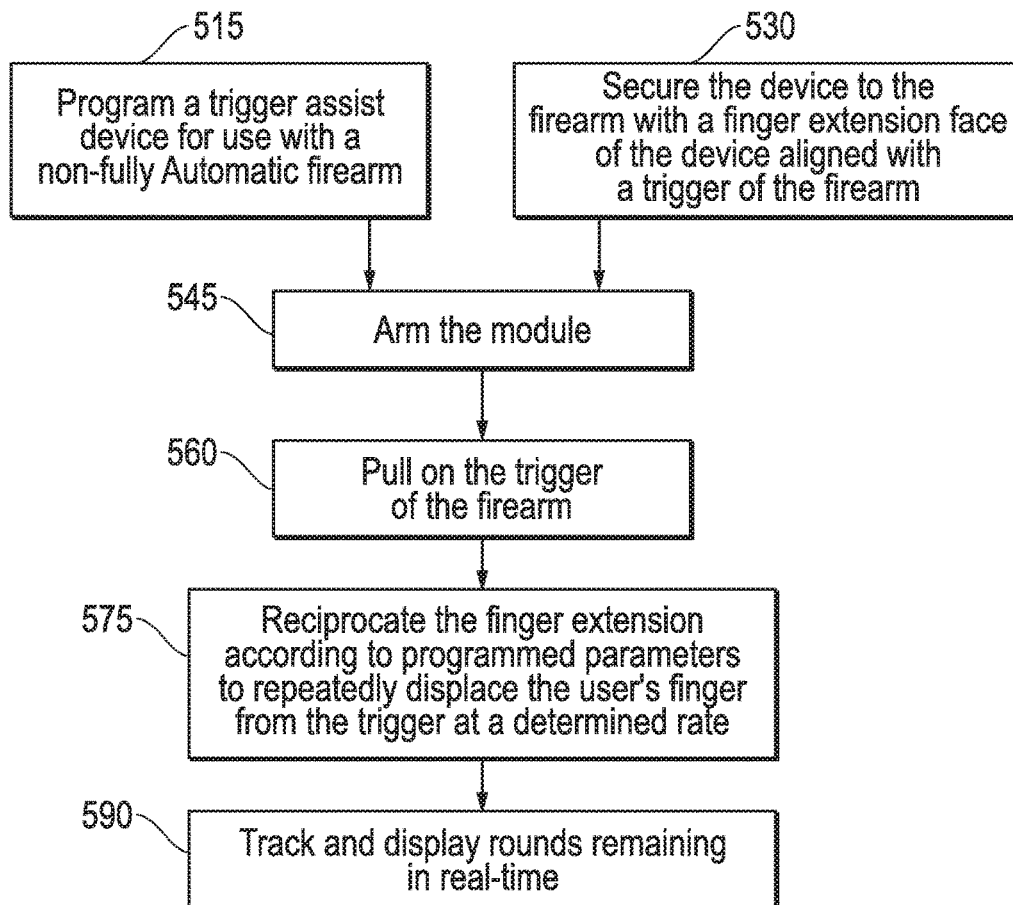 515
Program a trigger assist
device for use with a
non-fully Automatic firearm
530
Secure the device to the
firearm with a finger extension face
of the device aligned with
a trigger of the firearm
545
Arm the module
560
Pull on the trigger
of the firearm
575
Reciprocate the finger extension
according to programmed parameters
to repeatedly displace the user's finger
from the trigger at a determined rate
590
Track and display rounds remaining
in real-time